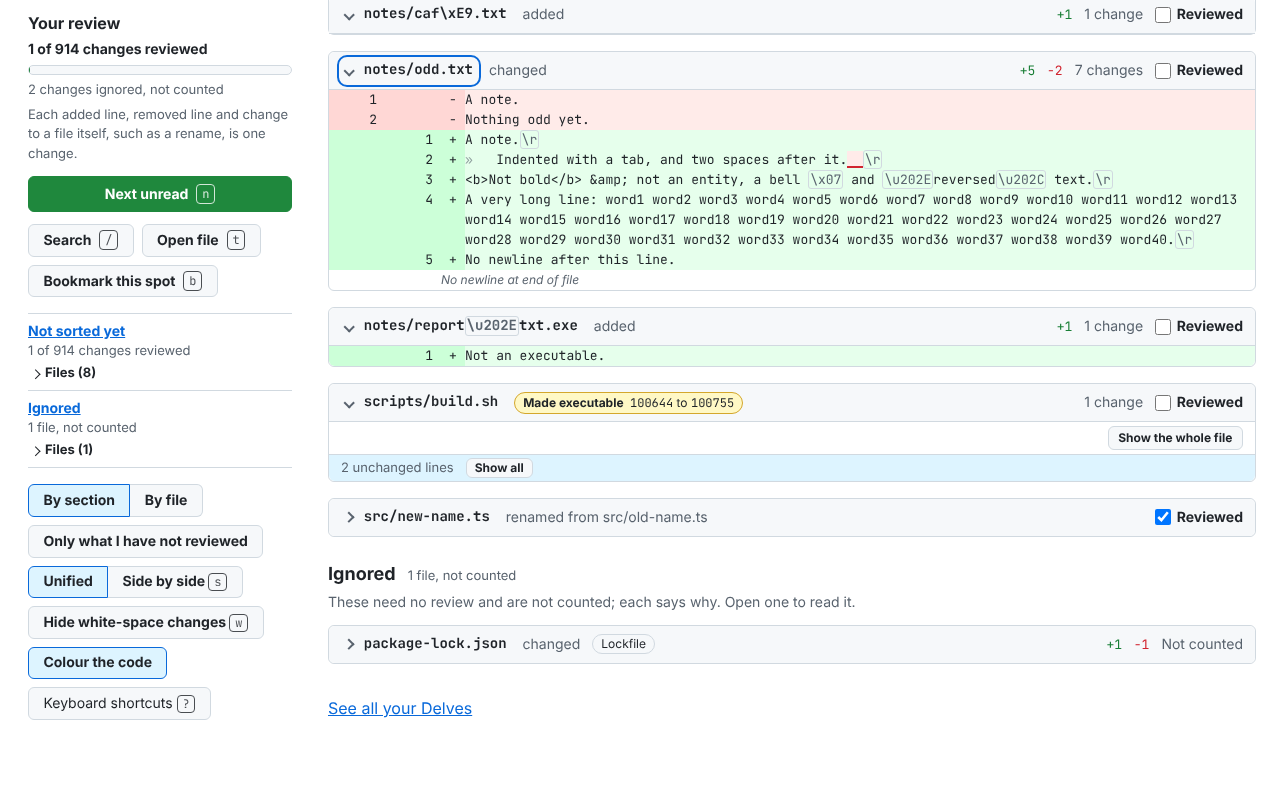 Your review
1 of 914 changes reviewed
2 changes ignored, not counted
Each added line, removed line and change
to a file itself, such as a rename, is one
change.
Next unread n
Search / Open file t
Bookmark this spot b
Not sorted yet
1 of 914 changes reviewed
Files (8)
Ignored
1 file, not counted
Files (1)
By section By file
Only what I have not reviewed
Unified Side by side s
Hide white-space changes w
Colour the code
Keyboard shortcuts ?
notes/caf\xE9.txt added +1 1 change Reviewed
notes/odd.txt changed +5 -2 7 changes Reviewed
1 - A note.
2 - Nothing odd yet.
1 + A note.\r
2 + » Indented with a tab, and two spaces after it.  \r
3 + <b>Not bold</b> &amp; not an entity, a bell \x07 and \u202Ereversed\u202C text.\r
4 + A very long line: word1 word2 word3 word4 word5 word6 word7 word8 word9 word10 word11 word12 word13
word14 word15 word16 word17 word18 word19 word20 word21 word22 word23 word24 word25 word26 word27
word28 word29 word30 word31 word32 word33 word34 word35 word36 word37 word38 word39 word40.\r
5 + No newline after this line.
No newline at end of file
notes/report\u202Etxt.exe added +1 1 change Reviewed
1 + Not an executable.
scripts/build.sh Made executable 100644 to 100755 1 change Reviewed
Show the whole file
2 unchanged lines Show all
src/new-name.ts renamed from src/old-name.ts Reviewed
Ignored 1 file, not counted
These need no review and are not counted; each says why. Open one to read it.
package-lock.json changed Lockfile +1 -1 Not counted
See all your Delves